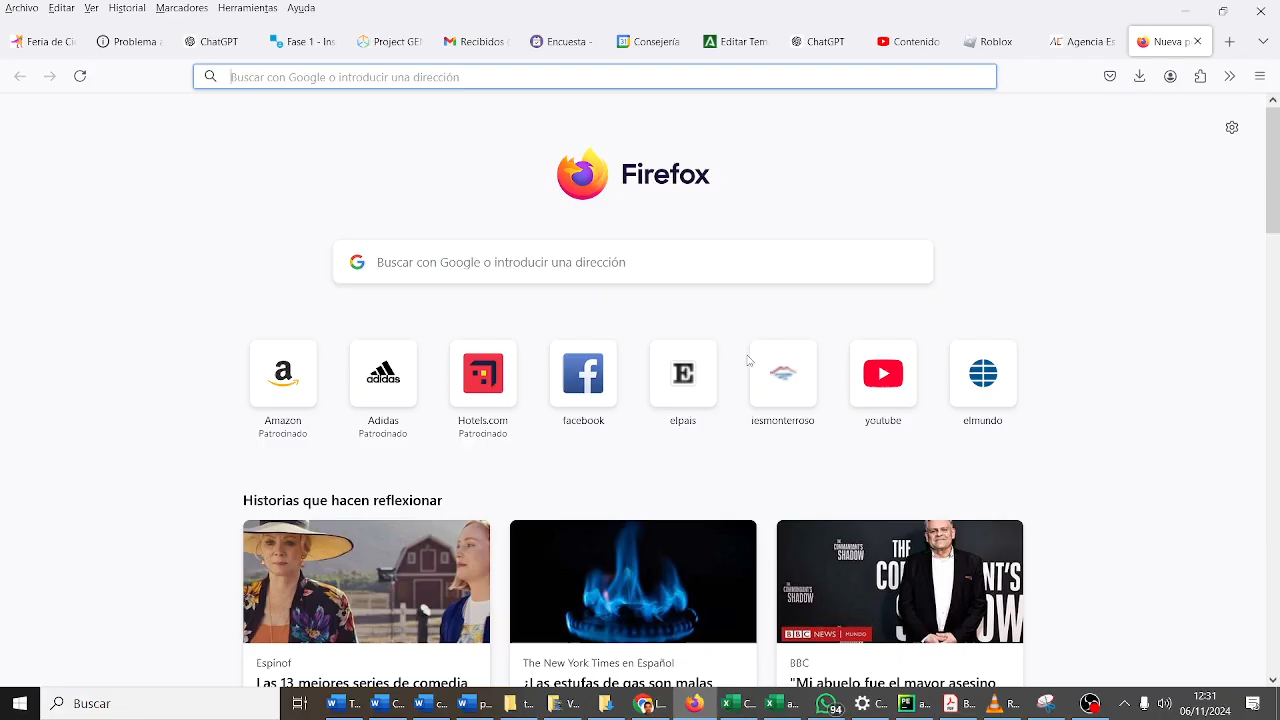 Archivo Editar Ver Historial Marcadores Herramientas Ayuda
Feria de Ci Problema ChatGPT Fase 1 - Ins Project GEN Recibidos ( Encuesta - Consejería Editar Tem ChatGPT Contenido Roblox Agencia Es Nueva p
Buscar con Google o introducir una dirección
Firefox
Buscar con Google o introducir una dirección
Amazon adidas Hotels.com facebook elpais iesmonterroso youtube elmundo
Patrocinado Patrocinado Patrocinado
Historias que hacen reflexionar
THE COMMANDANT'S SHADOW
BBC NEWS MUNDO
Espinof The New York Times en Español BBC
Las 13 mejores series de comedia ¿Las estufas de gas son malas "Mi abuelo fue el mayor asesino
Buscar
94
12:31
06/11/2024